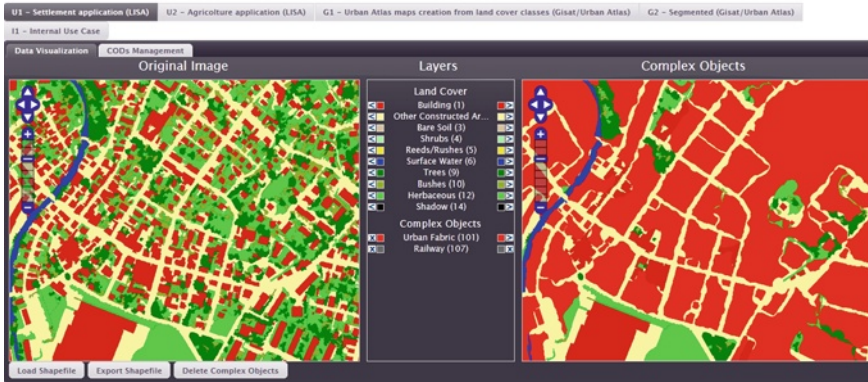 U1 - Settlement application (LISA) U2 - Agricolture application (LISA) G1 - Urban Atlas maps creation from land cover classes (Gisat/Urban Atlas) G2 - Segmented (Gisat/Urban Atlas)
I1 - Internal Use Case
Data Visualization CODs Management
Original Image Layers Complex Objects
Land Cover
Building (1)
Other Constructed Ar...
Bare Soil (3)
Shrubs (4)
Reeds/Rushes (5)
Surface Water (6)
Trees (9)
Bushes (10)
Herbaceous (12)
Shadow (14)
Complex Objects
Urban Fabric (101)
Railway (107)
Load Shapefile Export Shapefile Delete Complex Objects